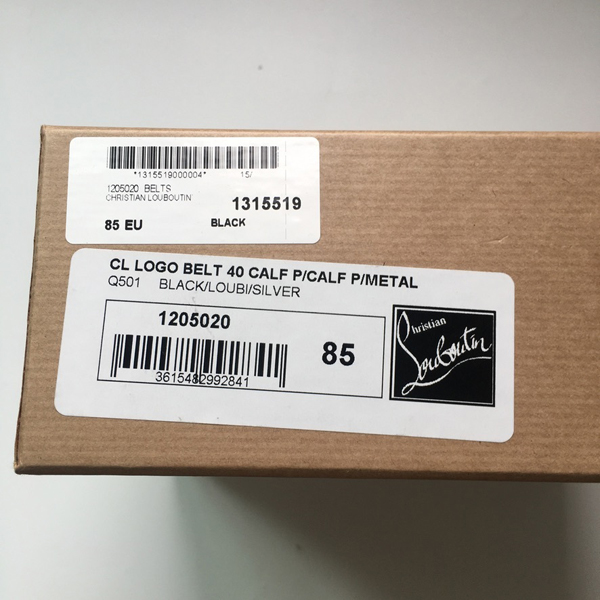 *1315519000004* 15/
1205020 BELTS
CHRISTIAN LOUBOUTIN
1315519
85 EU BLACK
CL LOGO BELT 40 CALF P/CALF P/METAL
Q501 BLACK/LOUBI/SILVER
1205020
85
3615482992841
Christian
Louboutin